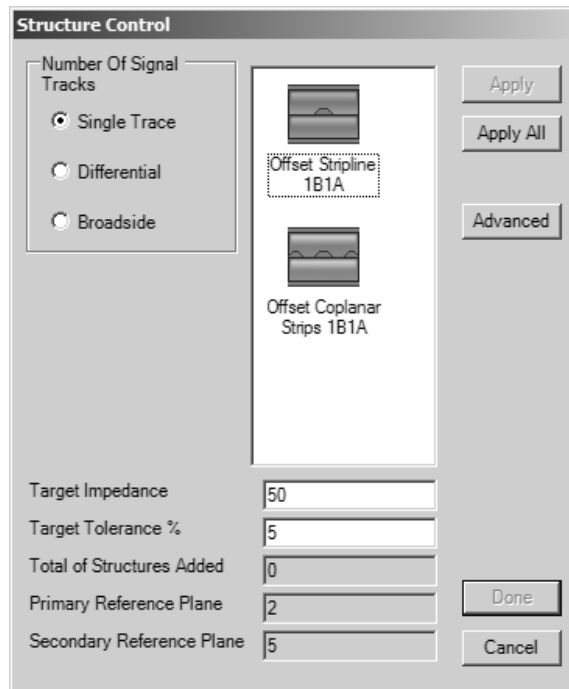 Structure Control
Number Of Signal
Tracks
Single Trace
Differential
Broadside
Offset Stripline
1B1A
Offset Coplanar
Strips 1B1A
Apply
Apply All
Advanced
Target Impedance
50
Target Tolerance %
5
Total of Structures Added
0
Primary Reference Plane
2
Secondary Reference Plane
5
Done
Cancel